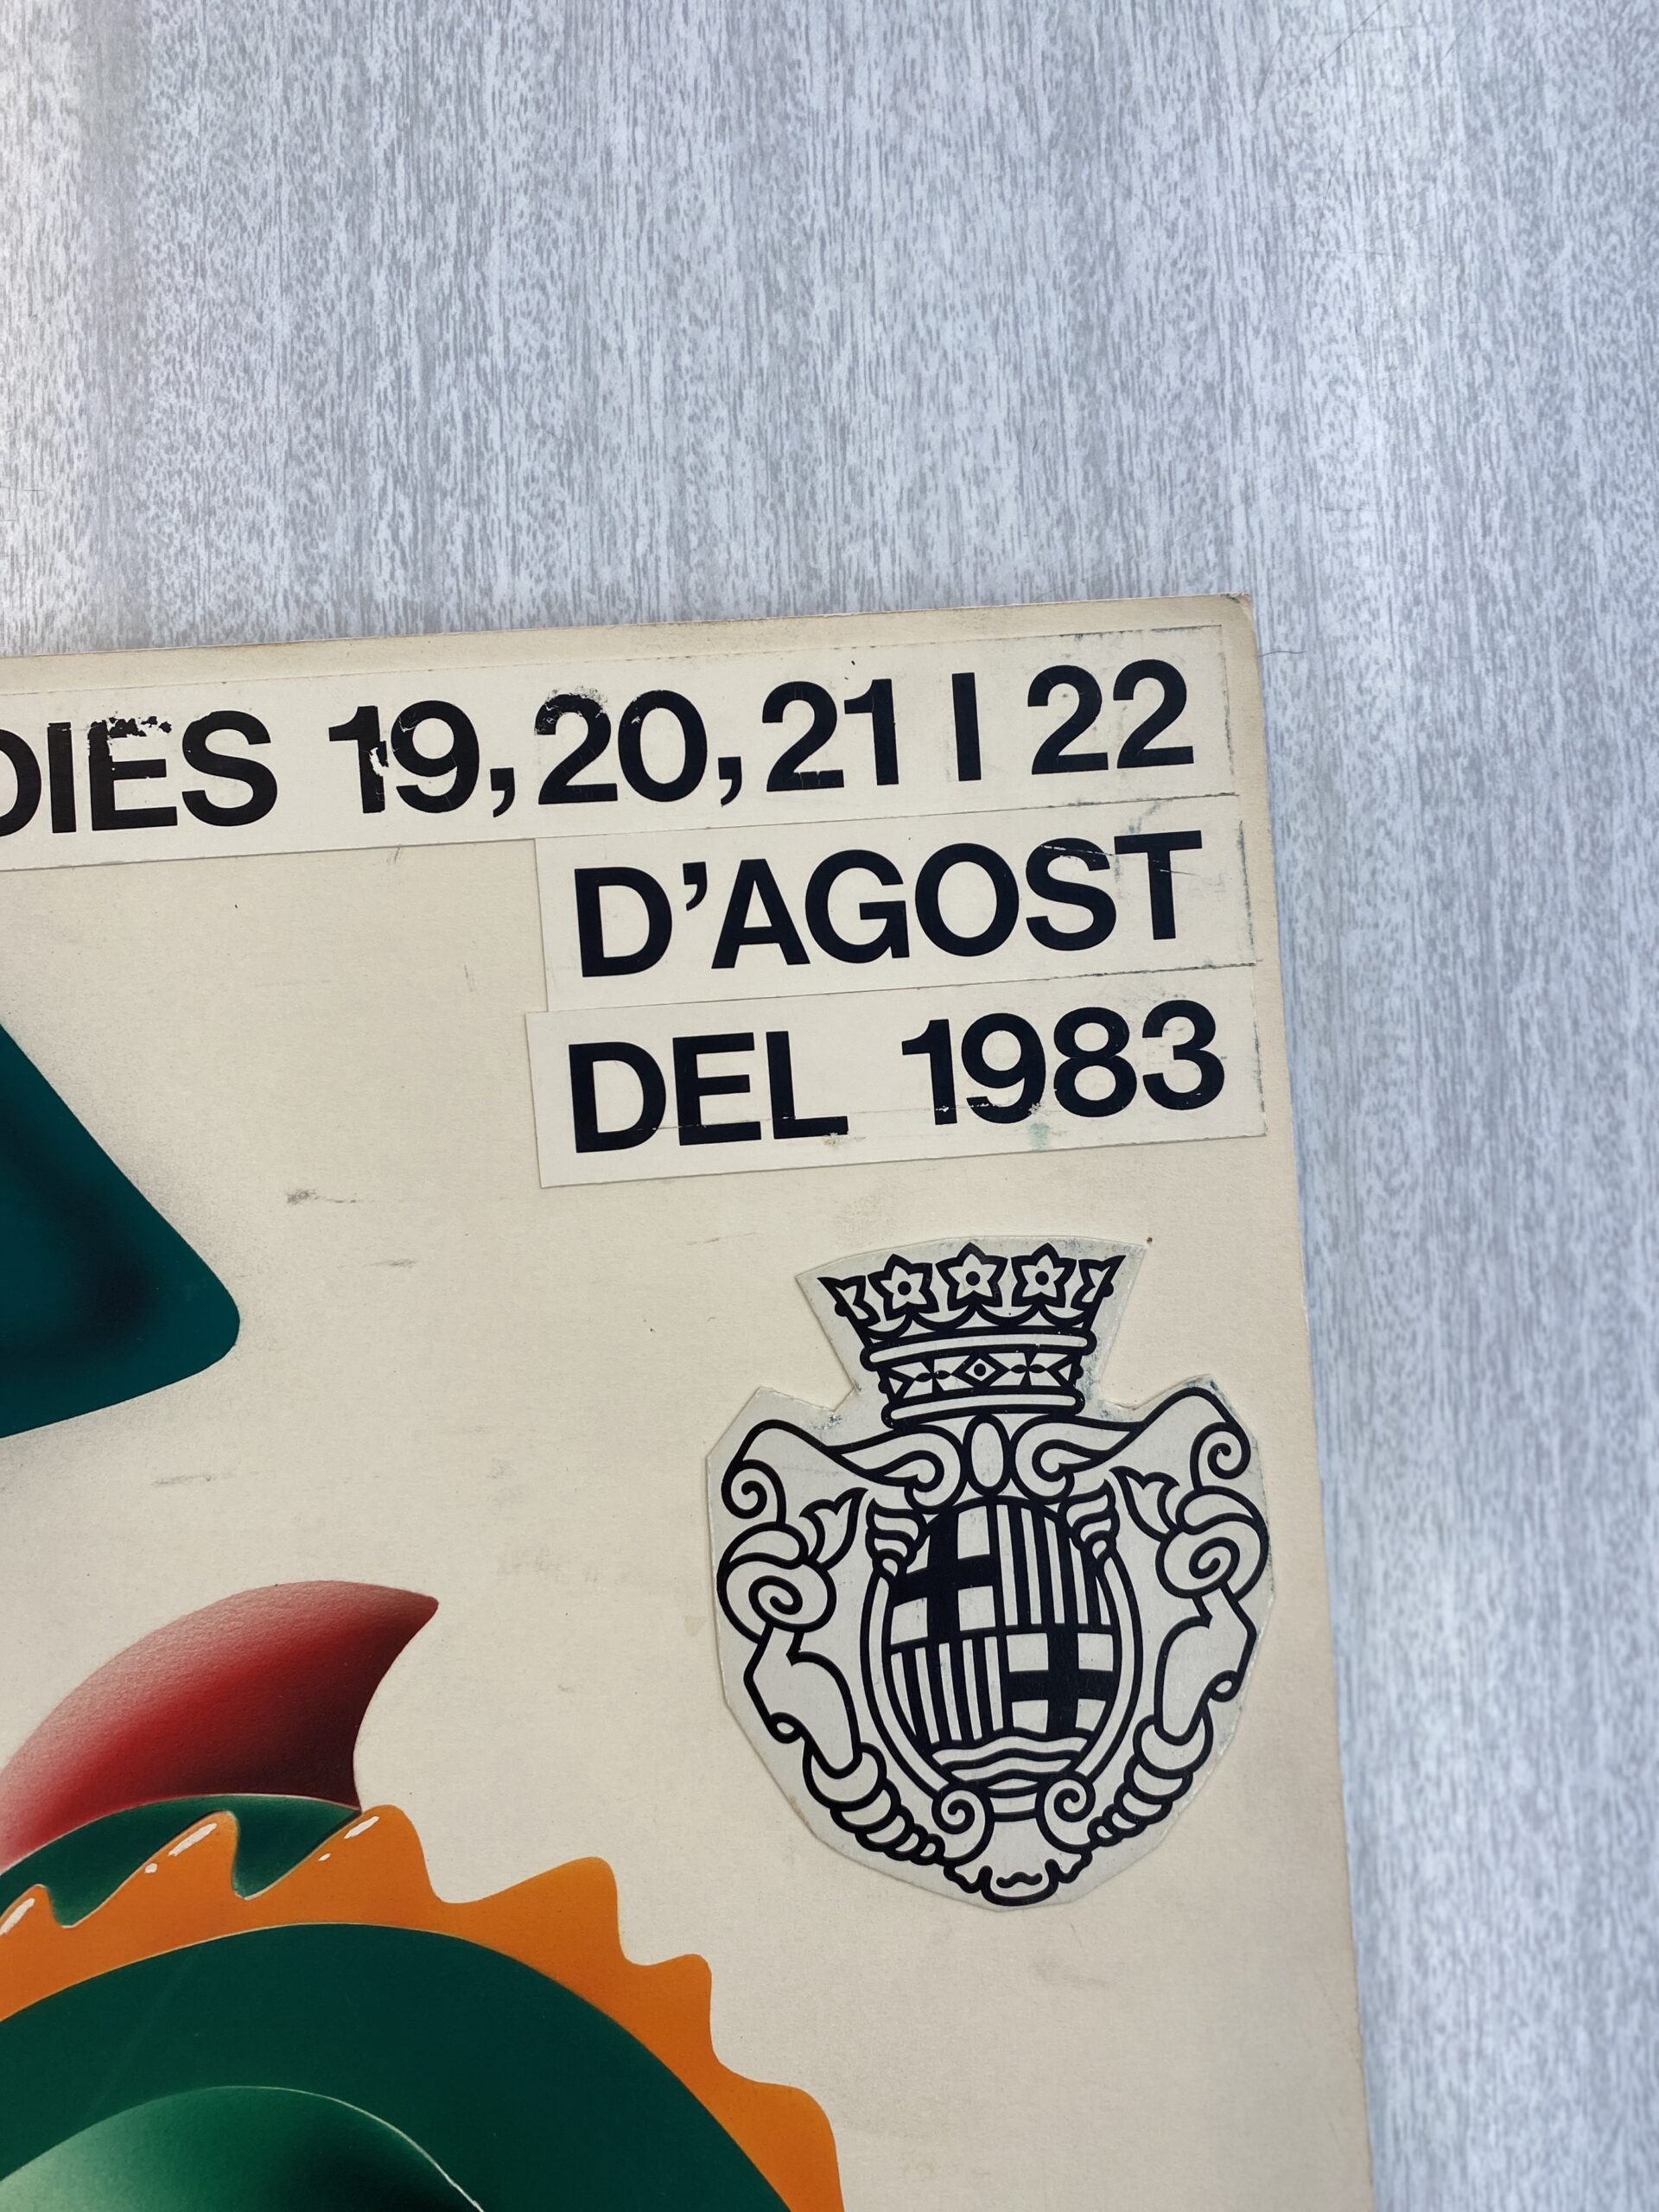 DIES 19,20,21 I 22
D'AGOST
DEL 1983